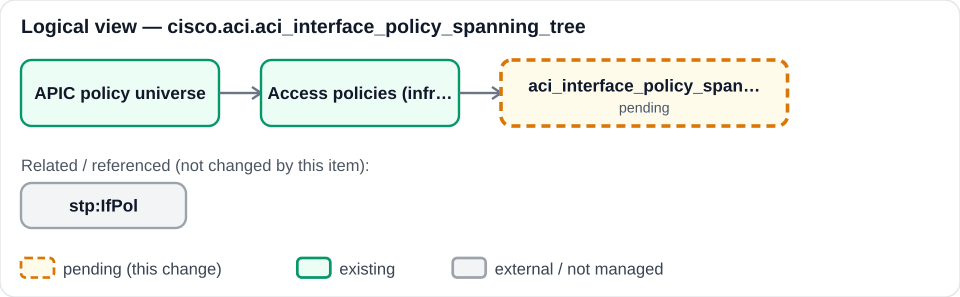 Logical view — cisco.aci.aci_interface_policy_spanning_tree
APIC policy universe
Access policies (infr…
aci_interface_policy_span…
pending
Related / referenced (not changed by this item):
stp:IfPol
pending (this change)
existing
external / not managed